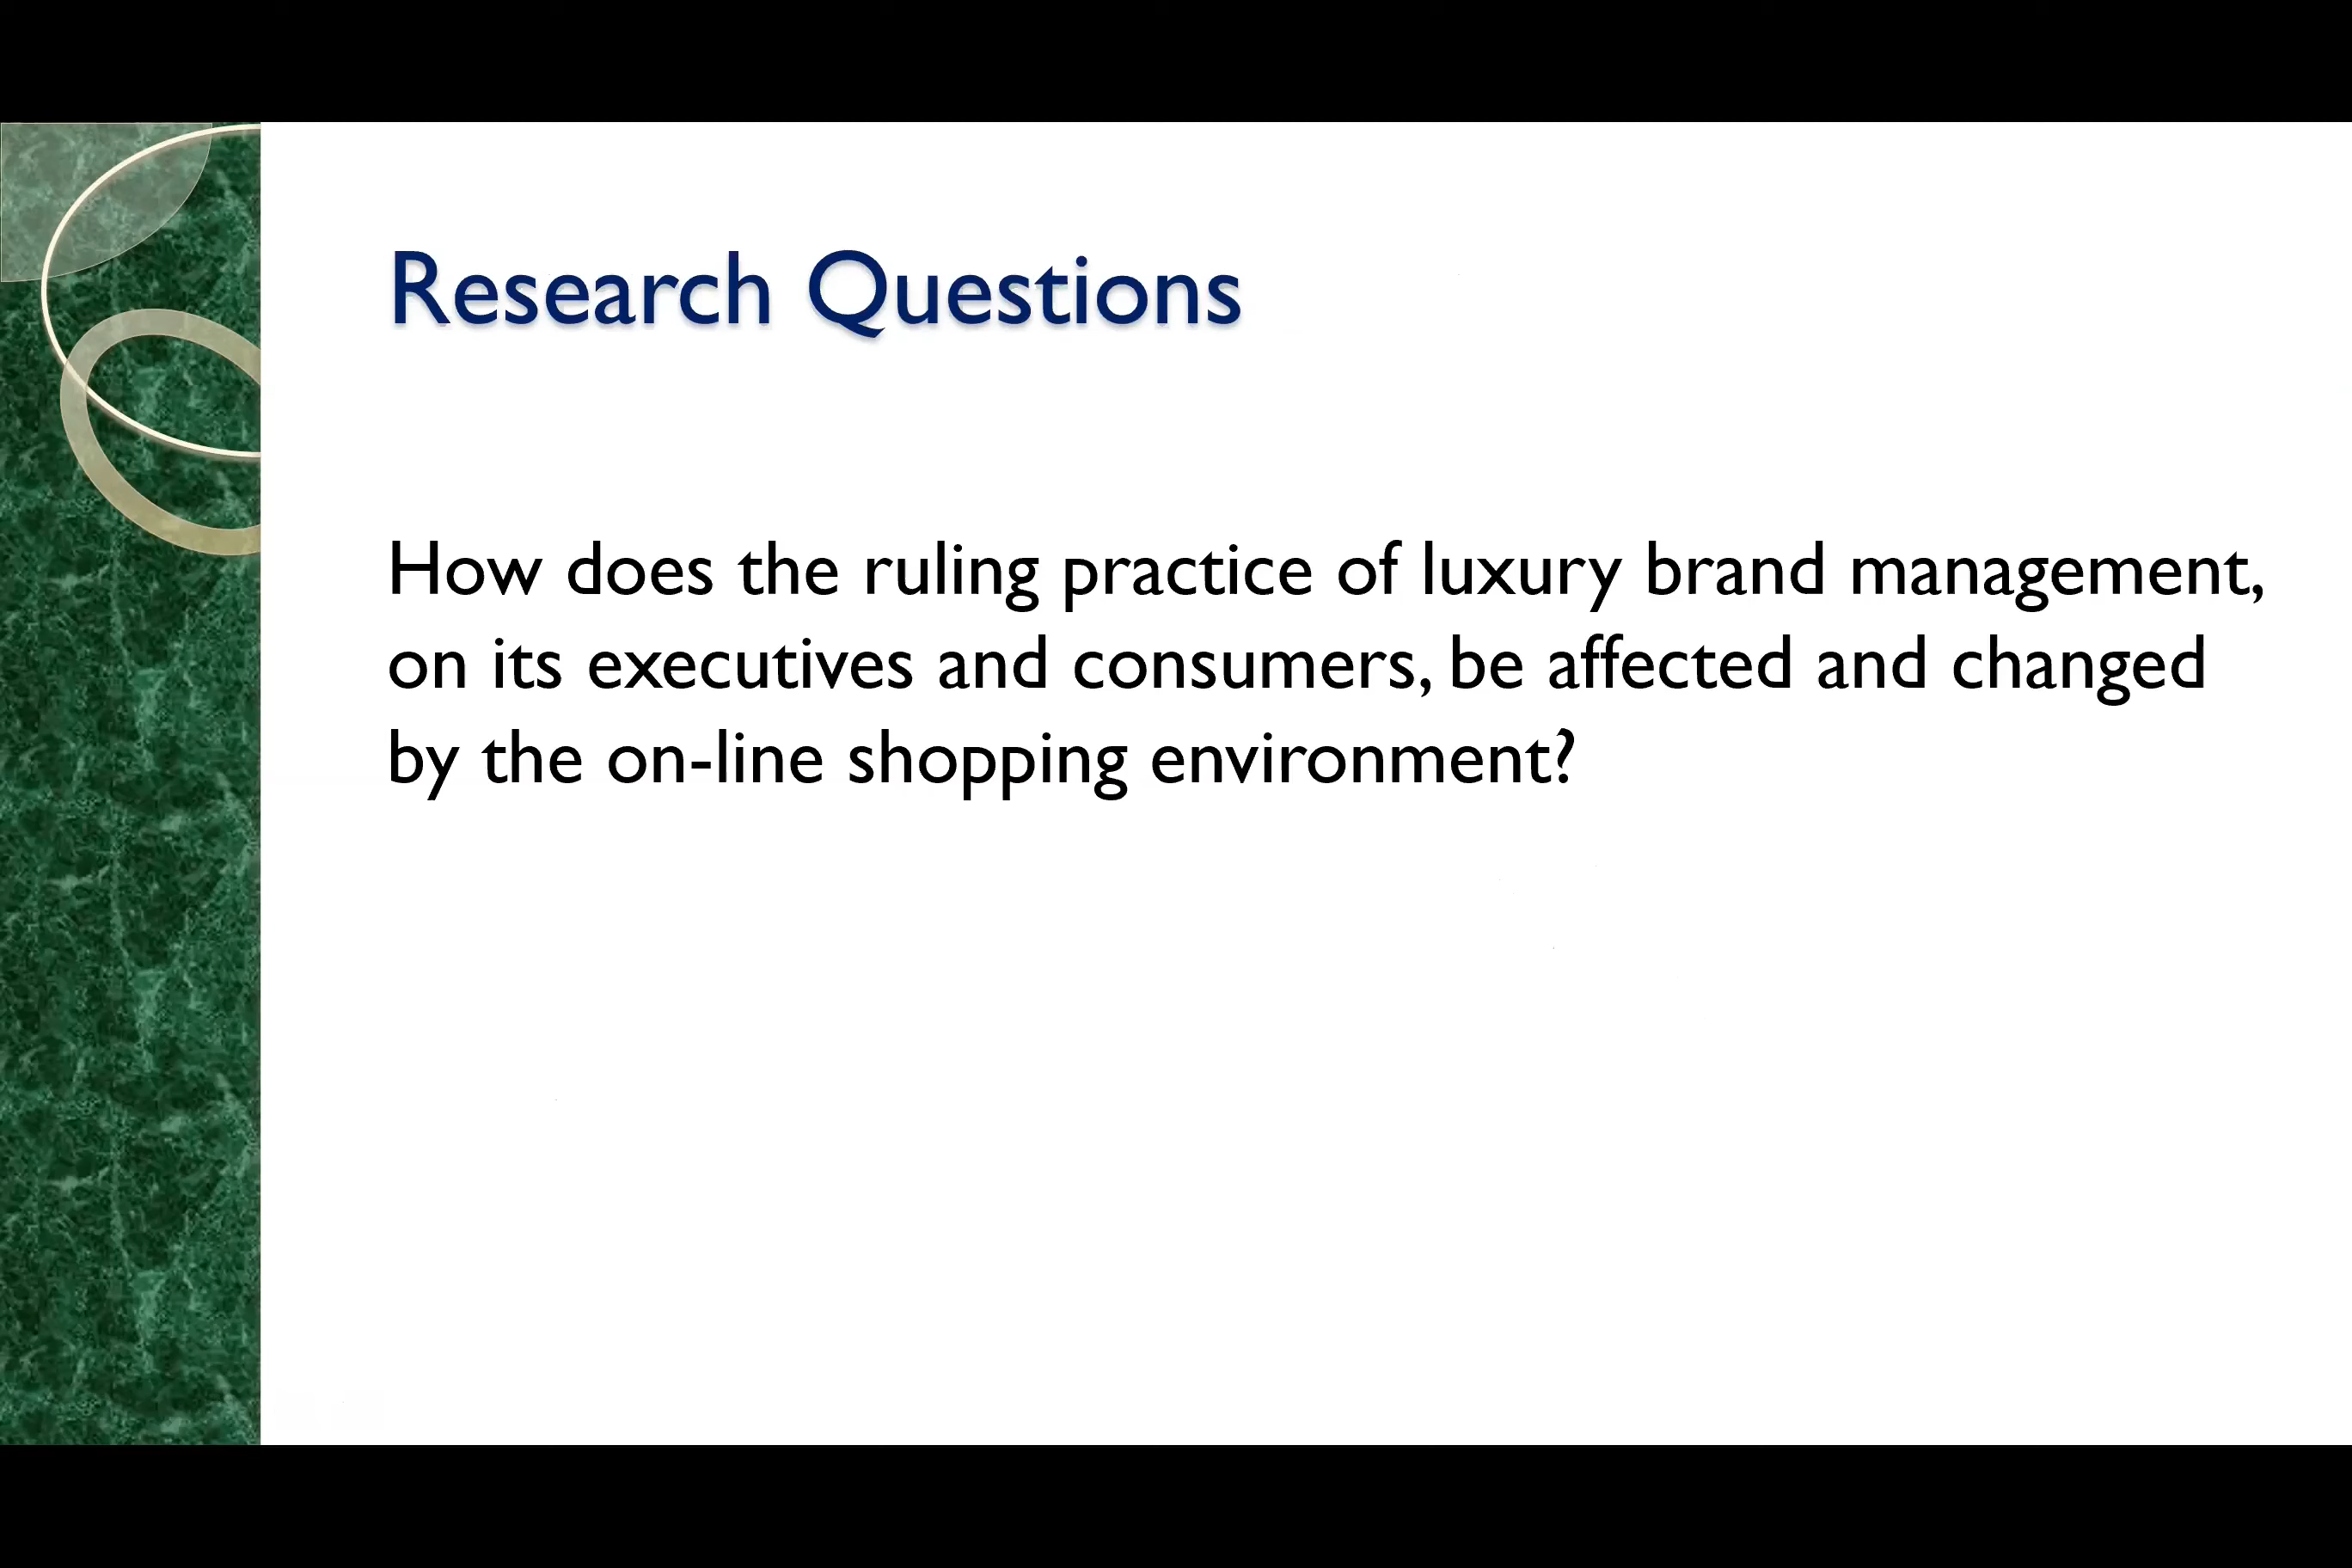 Research Questions
How does the ruling practice of luxury brand management,
on its executives and consumers, be affected and changed
by the on-line shopping environment?